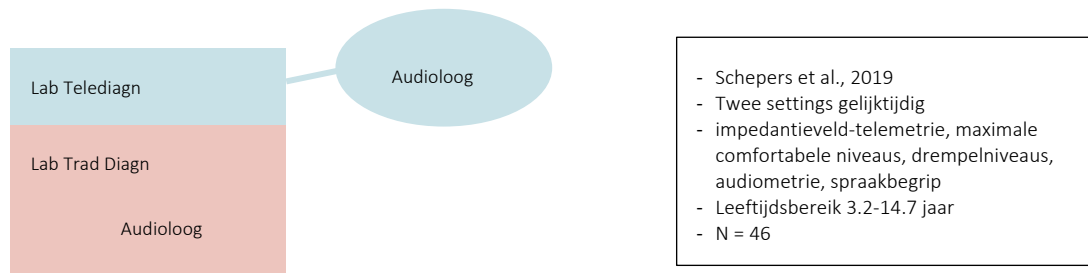 Lab Telediagn
Audioloog
Lab Trad Diagn
Audioloog
- Schepers et al., 2019
- Twee settings gelijktijdig
- impedantieveld-telemetrie, maximale
comfortabele niveaus, drempelniveaus,
audiometrie, spraakbegrip
- Leeftijdsbereik 3.2-14.7 jaar
- N = 46